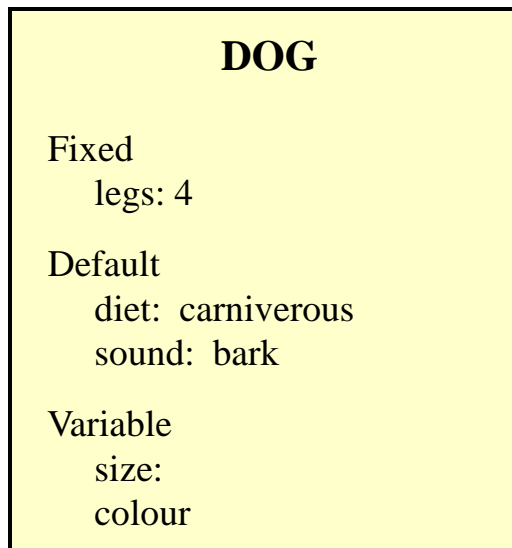 DOG
Fixed
legs: 4
Default
diet: carniverous
sound: bark
Variable
size:
colour